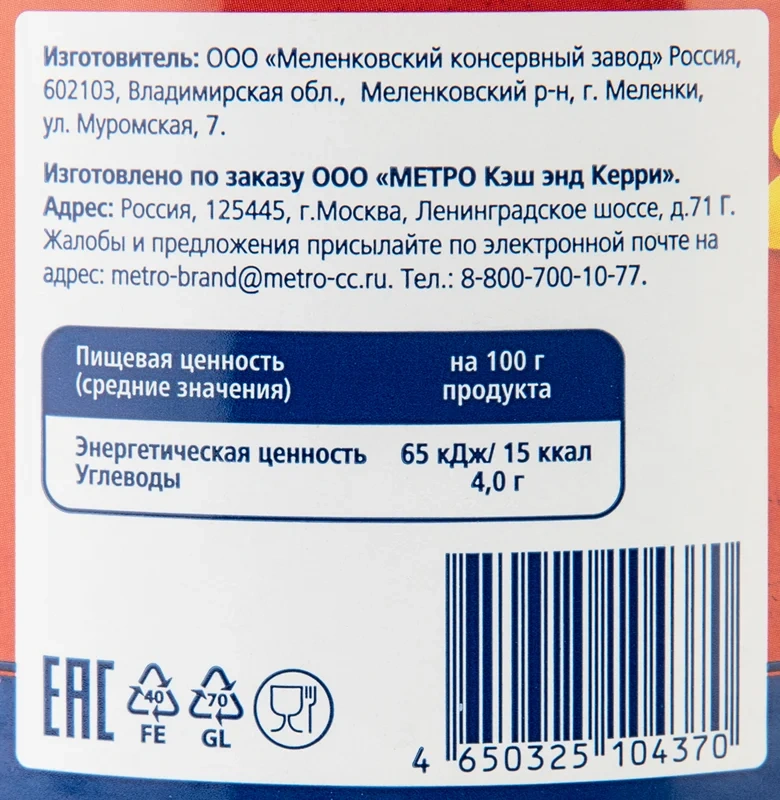 Изготовитель: ООО «Меленковский консервный завод» Россия,
602103, Владимирская обл., Меленковский р-н, г. Меленки,
ул. Муромская, 7.
Изготовлено по заказу ООО «МЕТРО Кэш энд Керри».
Адрес: Россия, 125445, г.Москва, Ленинградское шоссе, д.71 Г.
Жалобы и предложения присылайте по электронной почте на
адрес: metro-brand@metro-cc.ru. Тел.: 8-800-700-10-77.
Пищевая ценность на 100 г
(средние значения) продукта
Энергетическая ценность 65 кДж/ 15 ккал
Углеводы 4,0 г
EAC 40 FE 70 GL
4 650325 104370